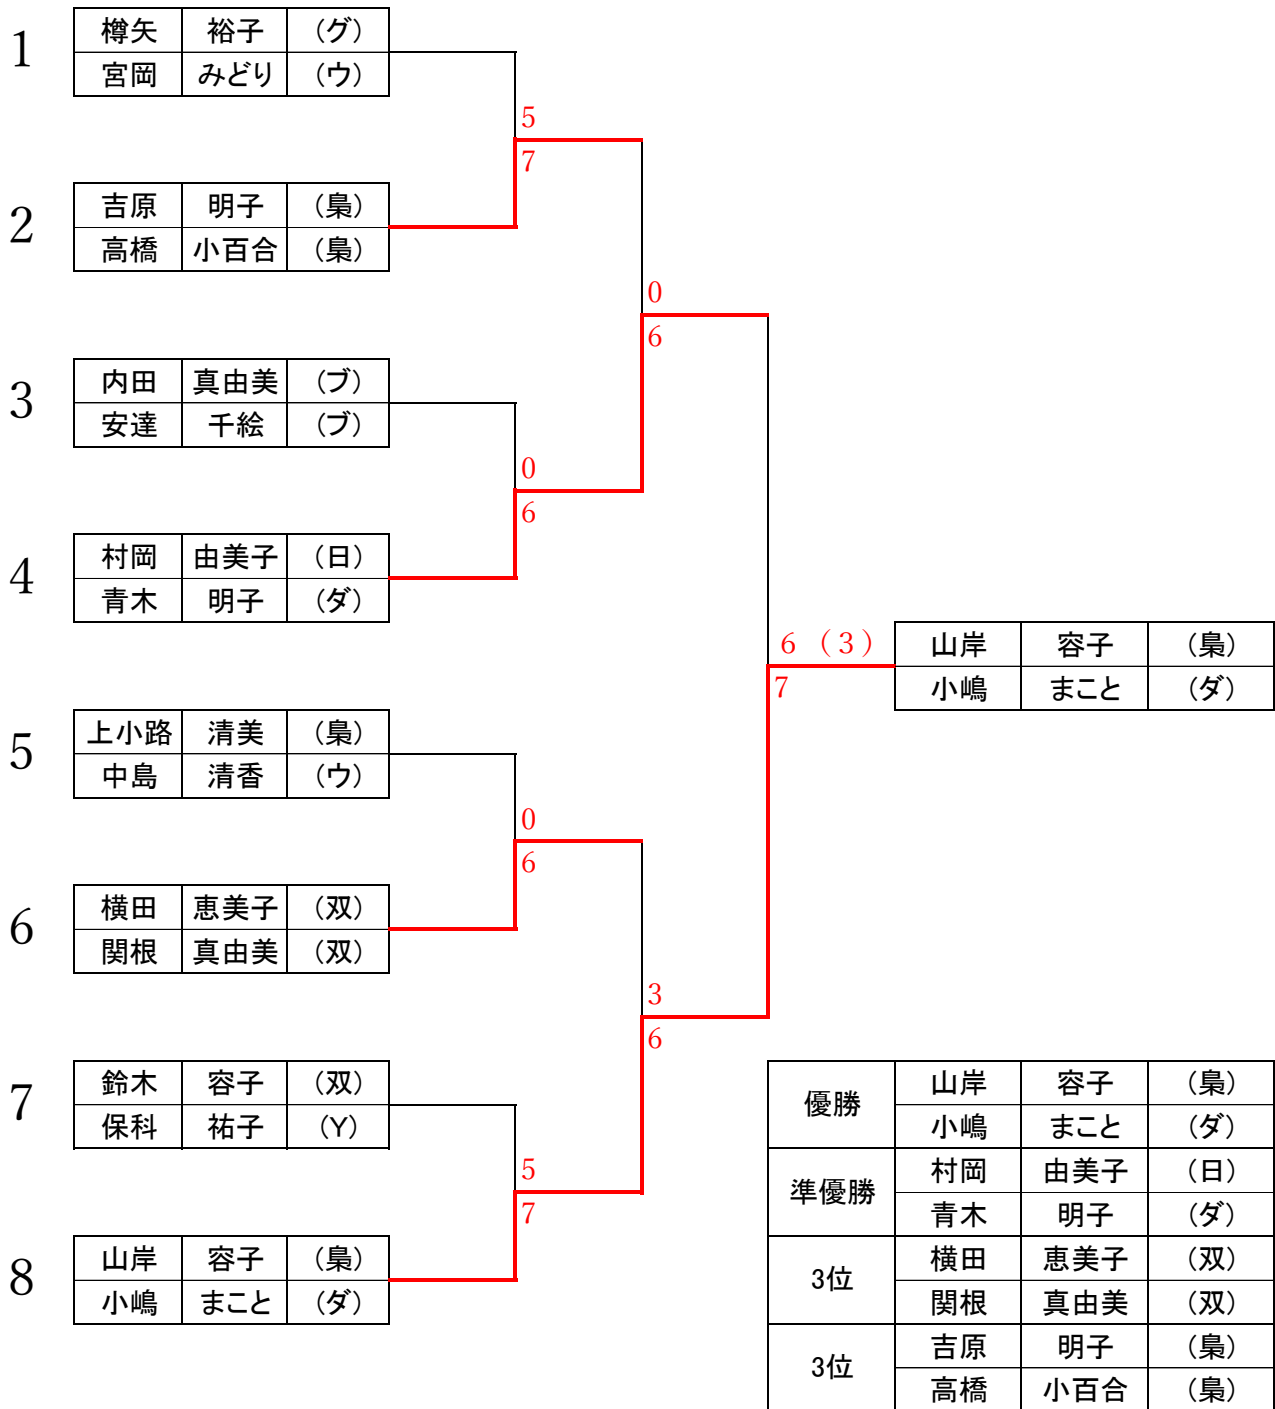 1
樽矢 裕子 (グ)
宮岡 みどり (ウ)
5
7
2
吉原 明子 (梟)
高橋 小百合 (梟)
0
6
3
内田 真由美 (ブ)
安達 千絵 (ブ)
0
6
4
村岡 由美子 (日)
青木 明子 (ダ)
6 (3)
7
山岸 容子 (梟)
小嶋 まこと (ダ)
5
上小路 清美 (梟)
中島 清香 (ウ)
0
6
6
横田 恵美子 (双)
関根 真由美 (双)
3
6
7
鈴木 容子 (双)
保科 祐子 (Y)
5
7
8
山岸 容子 (梟)
小嶋 まこと (ダ)
優勝
山岸 容子 (梟)
小嶋 まこと (ダ)
準優勝
村岡 由美子 (日)
青木 明子 (ダ)
3位
横田 恵美子 (双)
関根 真由美 (双)
3位
吉原 明子 (梟)
高橋 小百合 (梟)